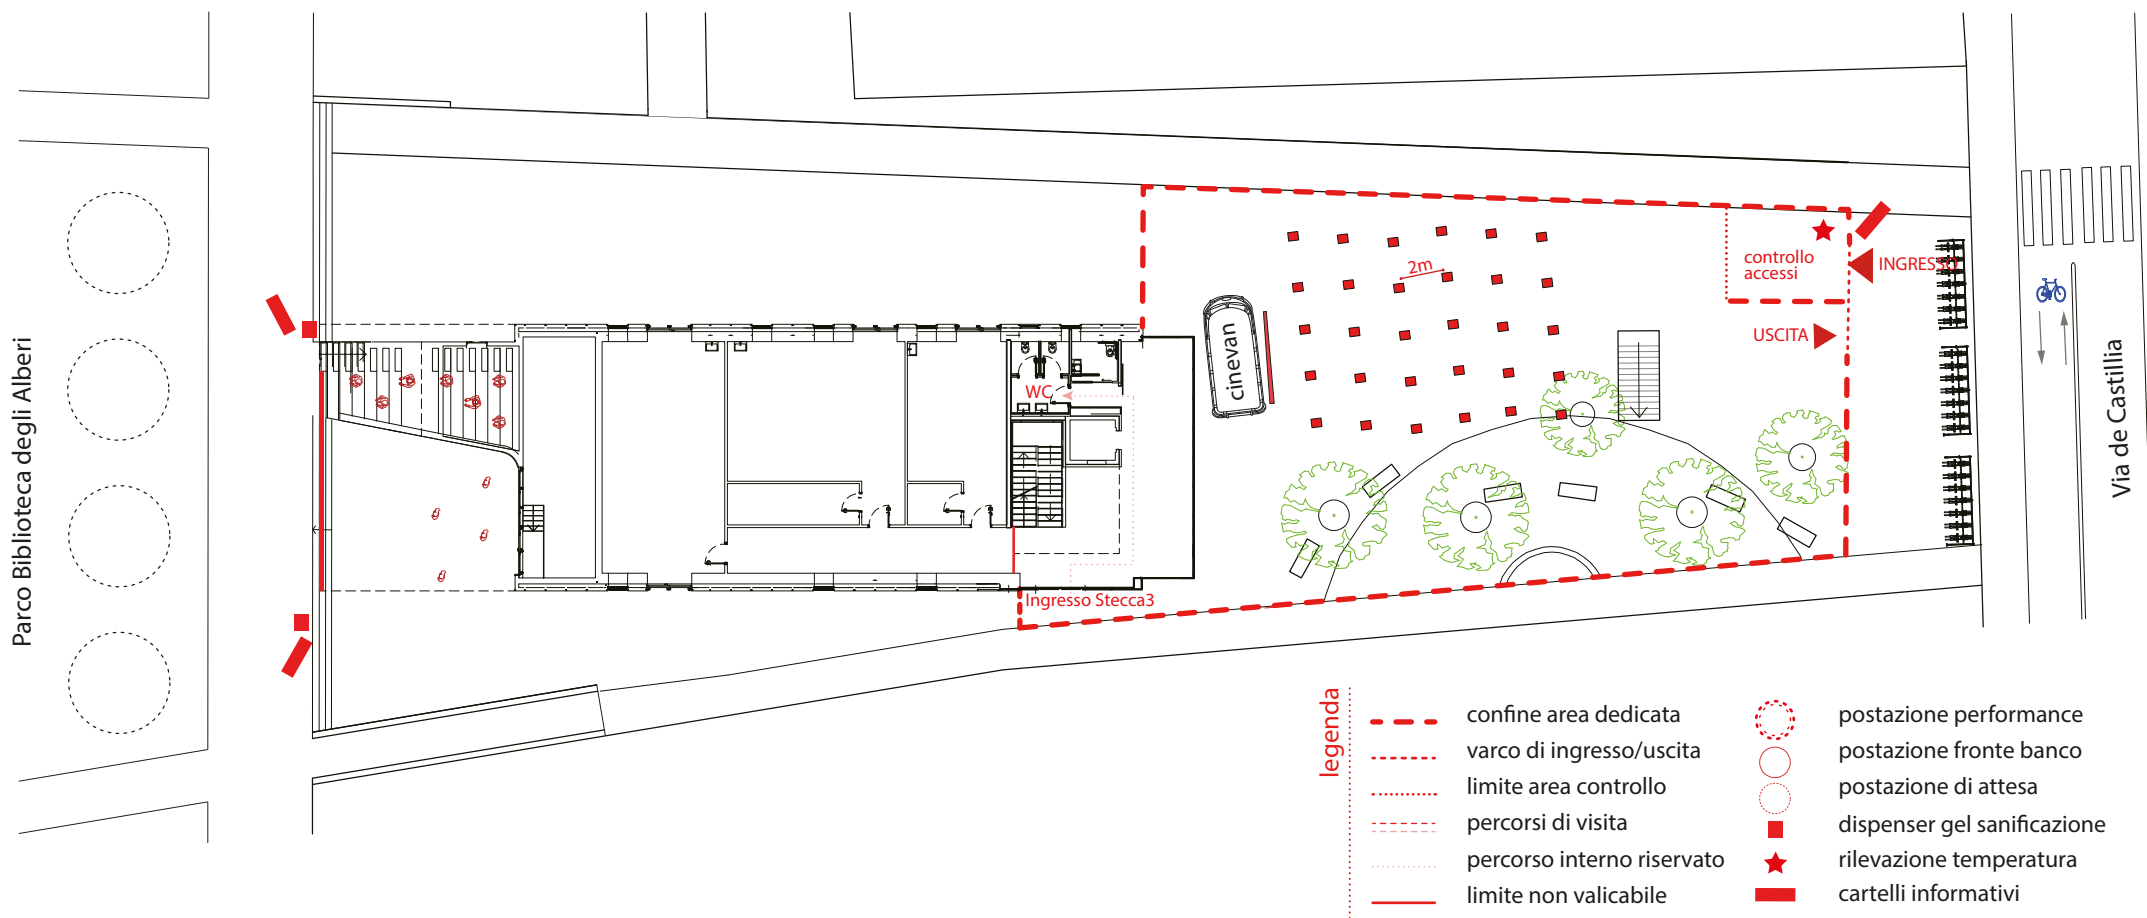 Parco Biblioteca degli Alberi
WC
Ingresso Stecca3
cinevan
2m
controllo
accessi
INGRESSO
USCITA
Via de Castillia
legenda
confine area dedicata
varco di ingresso/uscita
limite area controllo
percorsi di visita
percorso interno riservato
limite non valicabile
postazione performance
postazione fronte banco
postazione di attesa
dispenser gel sanificazione
rilevazione temperatura
cartelli informativi